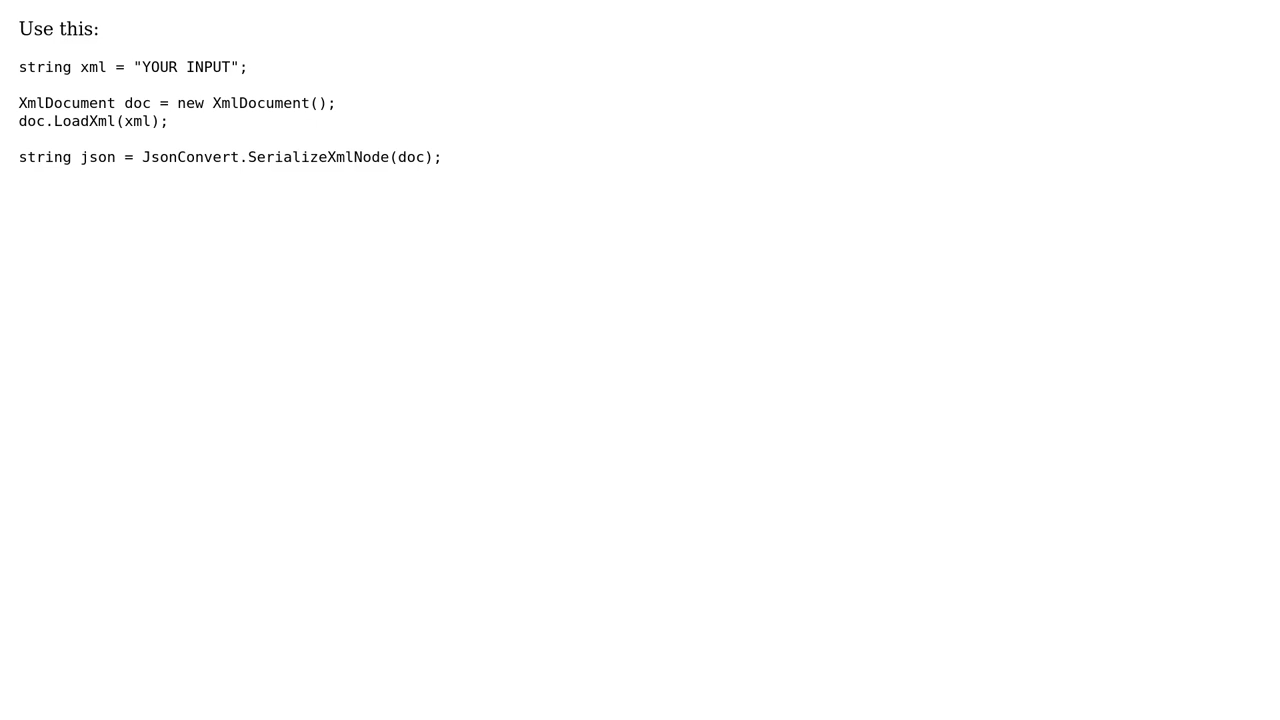 Use this:
string xml = "YOUR INPUT";
XmlDocument doc = new XmlDocument();
doc.LoadXml(xml);
string json = JsonConvert.SerializeXmlNode(doc);